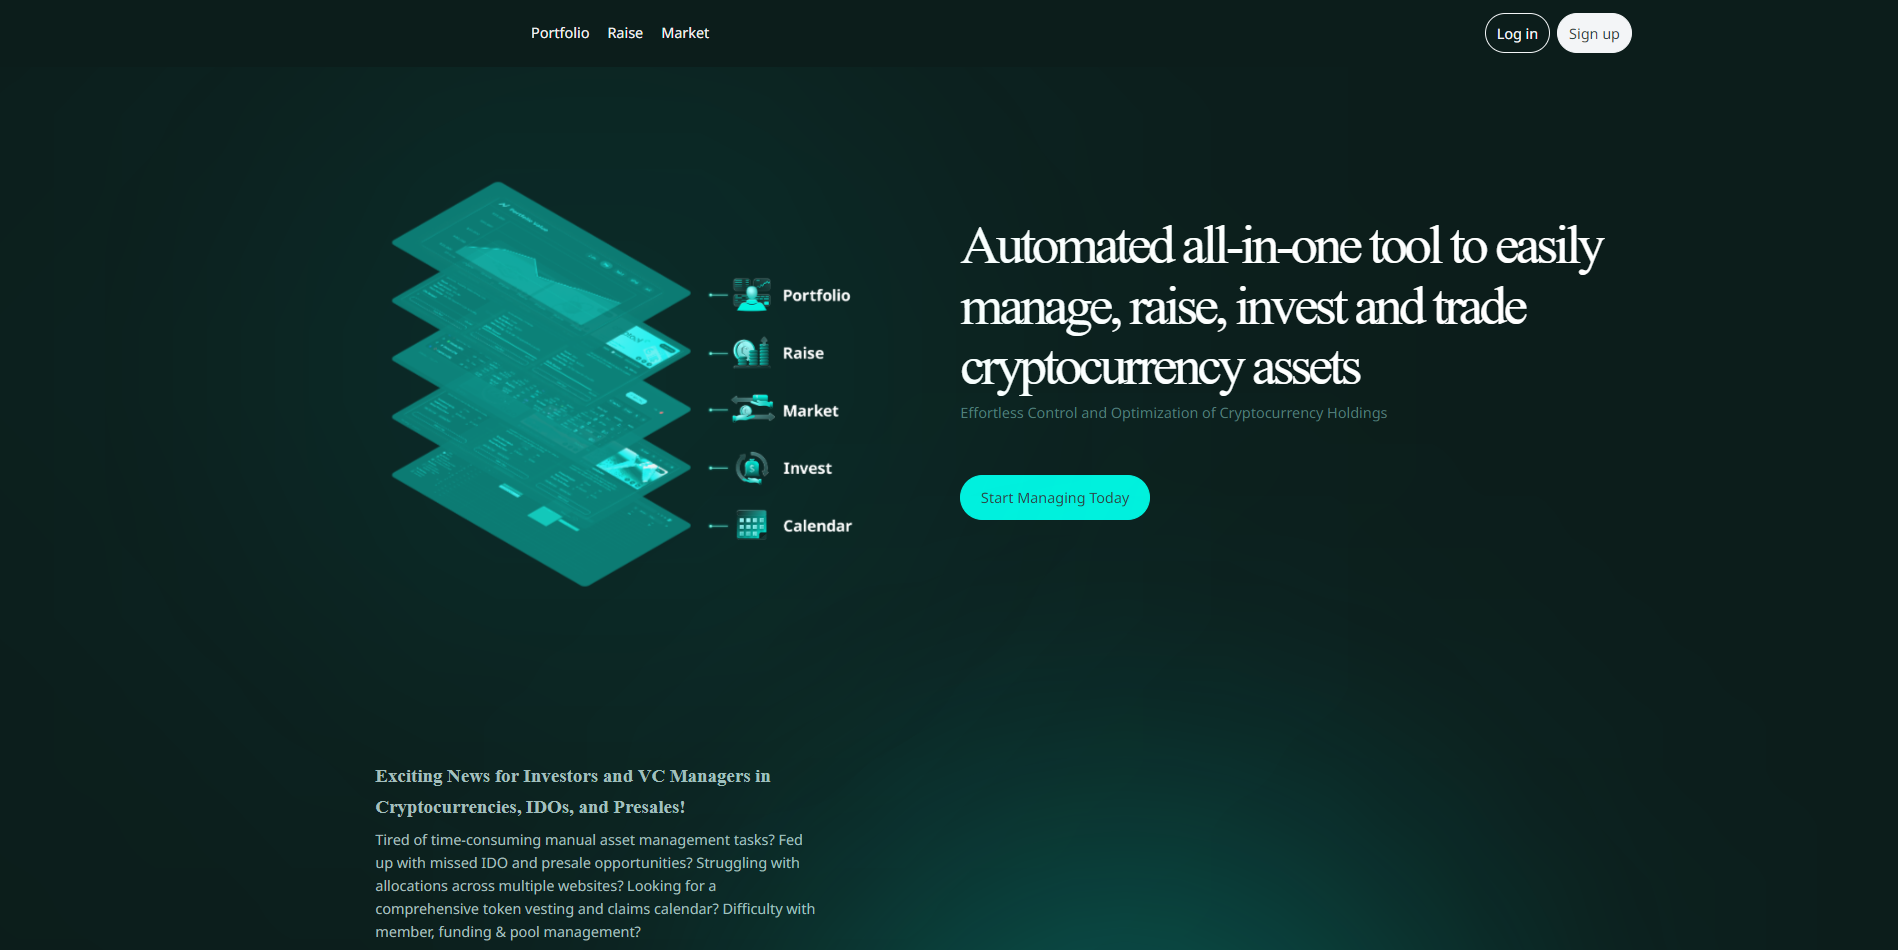 Portfolio Raise Market
Log in Sign up
Portfolio
Raise
Market
Invest
Calendar
Automated all-in-one tool to easily
manage, raise, invest and trade
cryptocurrency assets
Effortless Control and Optimization of Cryptocurrency Holdings
Start Managing Today
Exciting News for Investors and VC Managers in
Cryptocurrencies, IDOs, and Presales!
Tired of time-consuming manual asset management tasks? Fed
up with missed IDO and presale opportunities? Struggling with
allocations across multiple websites? Looking for a
comprehensive token vesting and claims calendar? Difficulty with
member, funding & pool management?